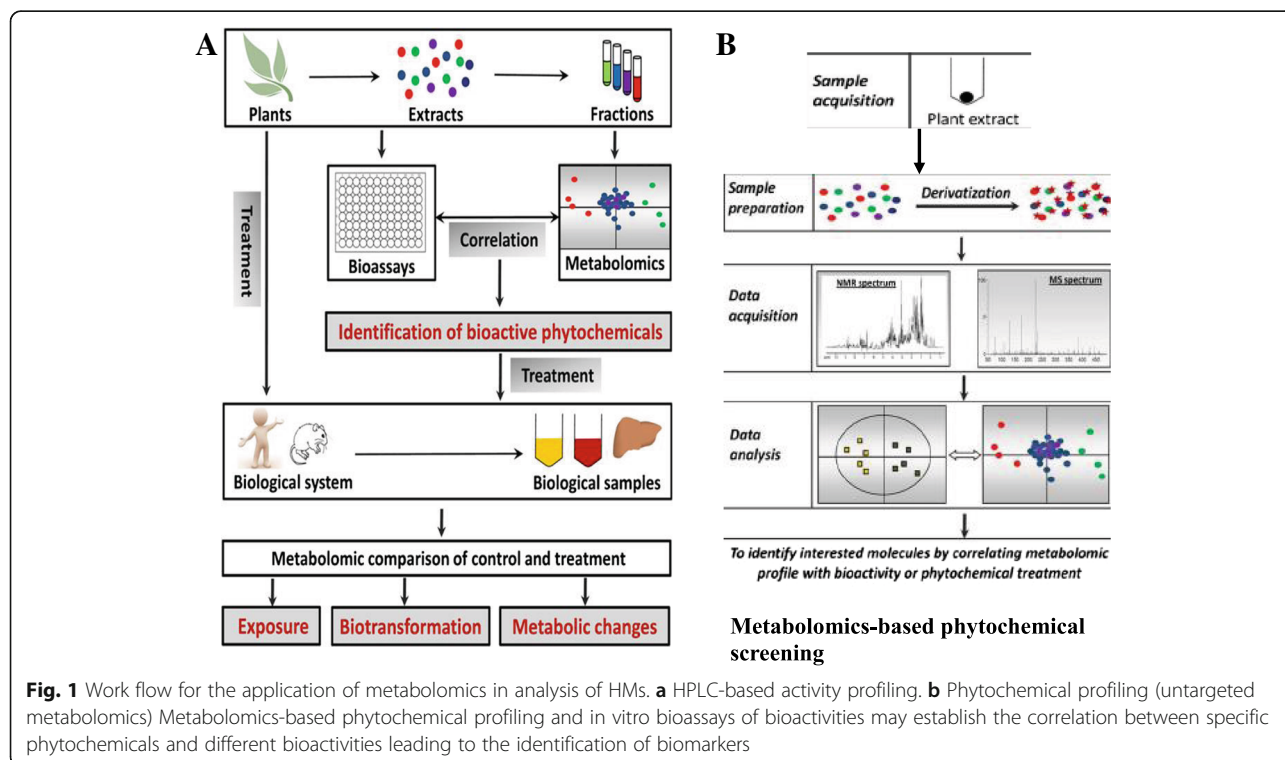 A
Plants
Extracts
Fractions
Treatment
Bioassays
Correlation
Metabolomics
Identification of bioactive phytochemicals
Treatment
Biological system
Biological samples
Metabolomic comparison of control and treatment
Exposure
Biotransformation
Metabolic changes
B
Sample
acquisition
Plant extract
Sample
preparation
Derivatization
Data
acquisition
NMR spectrum
MS spectrum
Data
analysis
To identify interested molecules by correlating metabolomic
profile with bioactivity or phytochemical treatment
Metabolomics-based phytochemical
screening
Fig. 1 Work flow for the application of metabolomics in analysis of HMs. a HPLC-based activity profiling. b Phytochemical profiling (untargeted
metabolomics) Metabolomics-based phytochemical profiling and in vitro bioassays of bioactivities may establish the correlation between specific
phytochemicals and different bioactivities leading to the identification of biomarkers